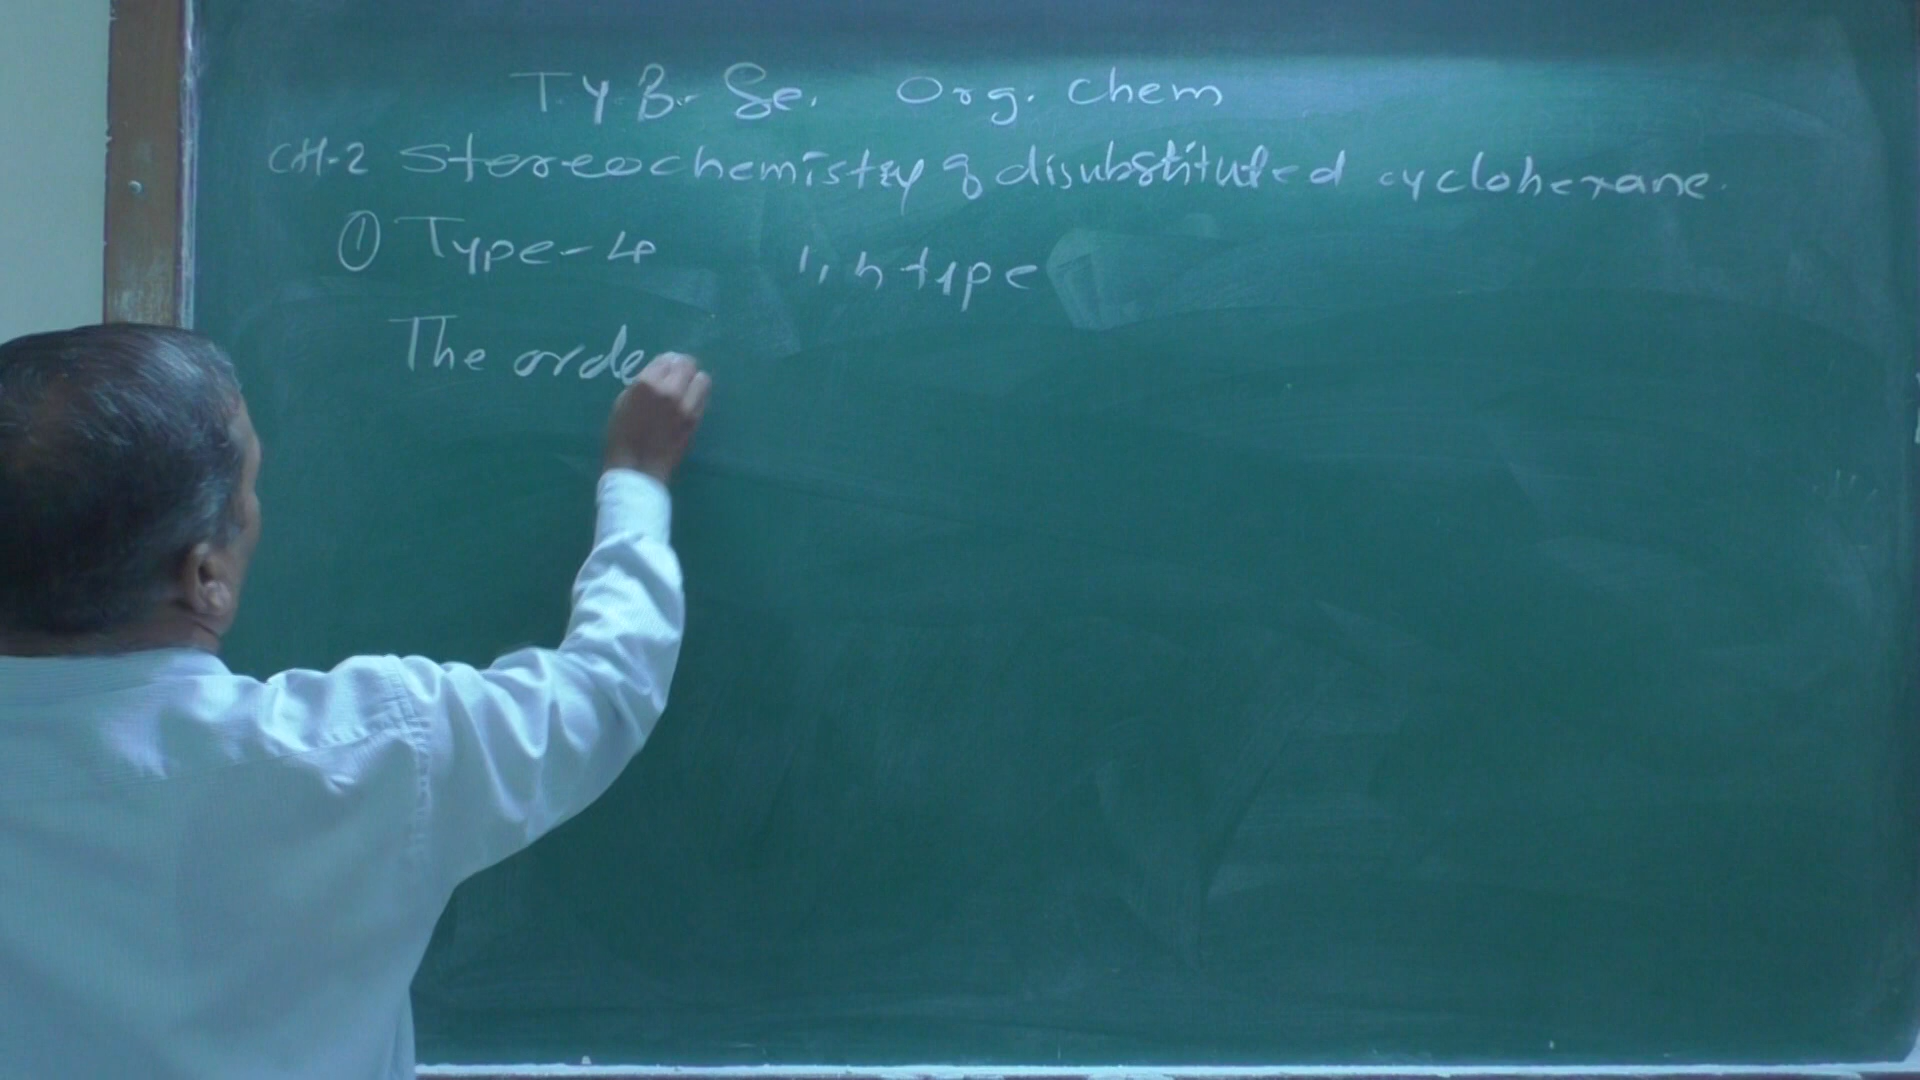 T.Y.B.Sc. Org. chem
CH-2 Stereochemistry of disubstituted cyclohexane.
① Type-4 1,4 type
The orde